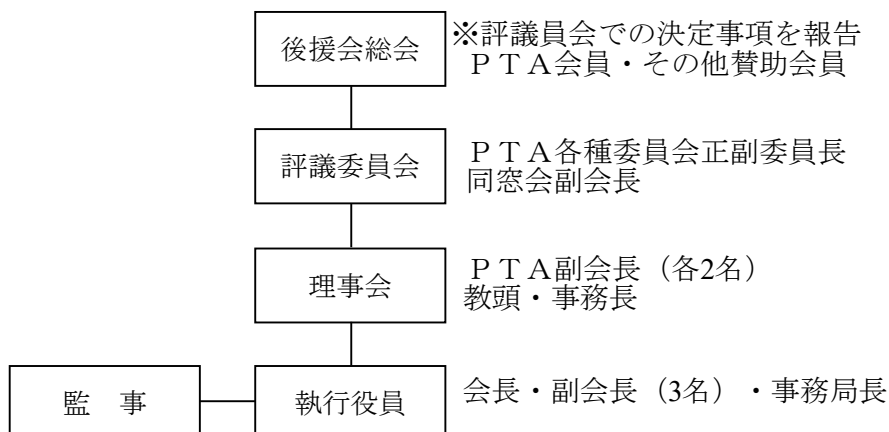 後援会総会
※評議員会での決定事項を報告
ＰＴＡ会員・その他賛助会員
評議委員会
ＰＴＡ各種委員会正副委員長
同窓会副会長
理事会
ＰＴＡ副会長（各2名）
教頭・事務長
監　事
執行役員
会長・副会長（3名）・事務局長